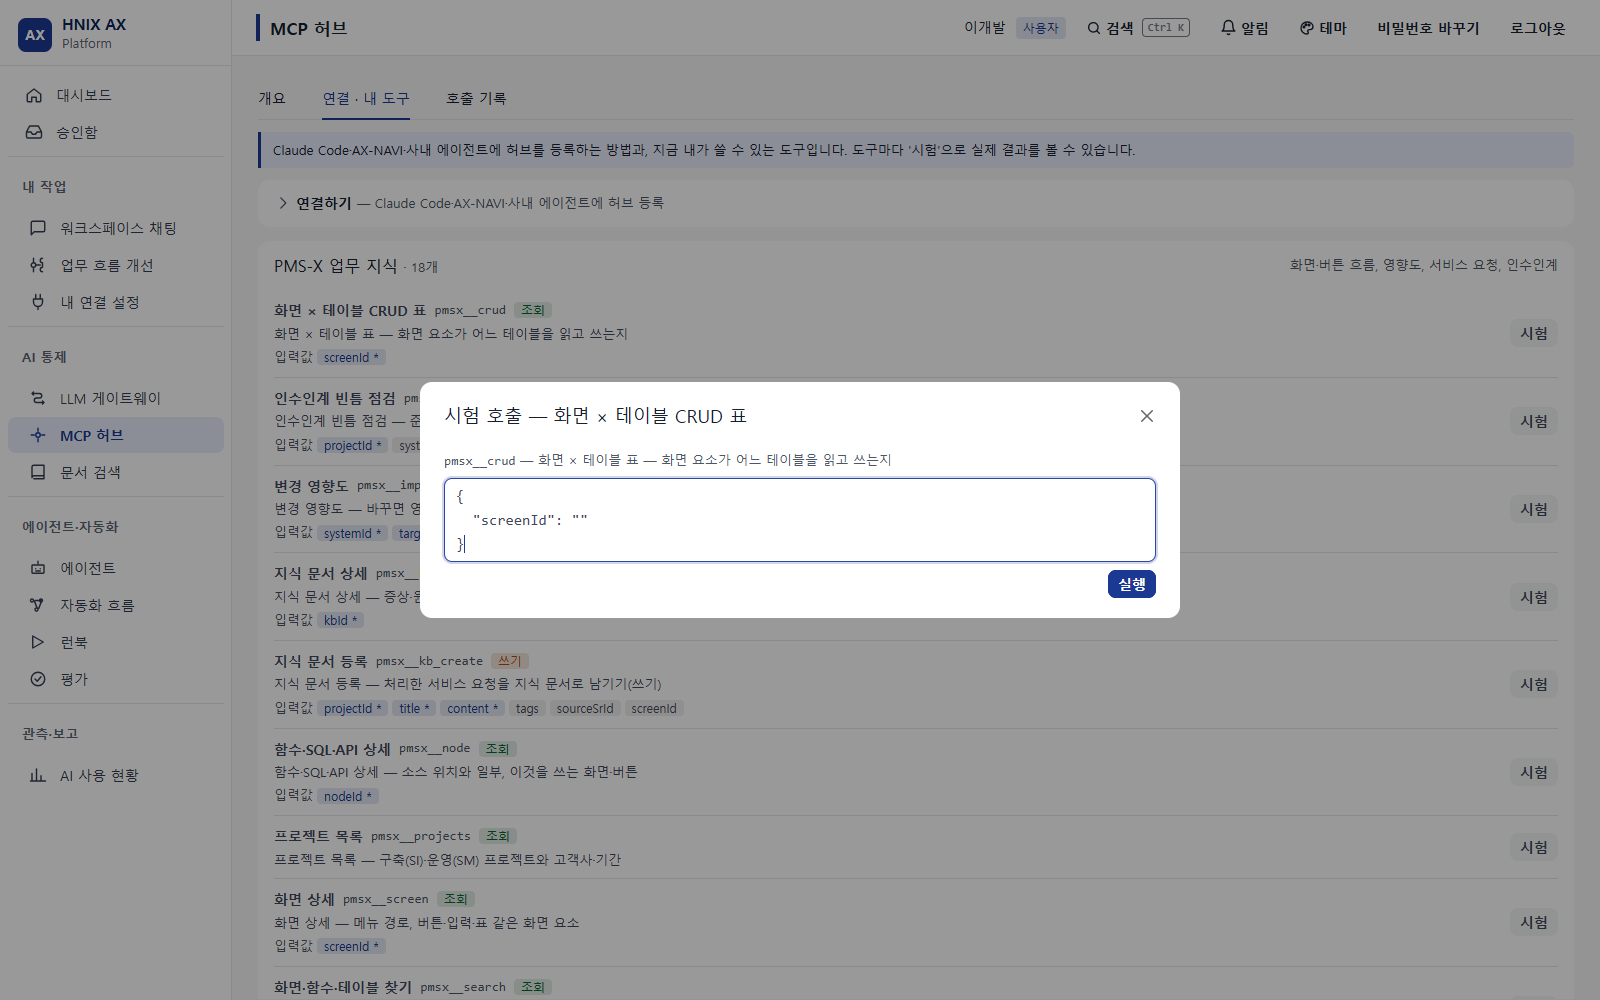 AX
HNIX AX
Platform
대시보드
승인함
내 작업
워크스페이스 채팅
업무 흐름 개선
내 연결 설정
AI 통제
LLM 게이트웨이
MCP 허브
문서 검색
에이전트·자동화
에이전트
자동화 흐름
런북
평가
관측·보고
AI 사용 현황
MCP 허브
이개발 사용자 검색 Ctrl K 알림 테마 비밀번호 바꾸기 로그아웃
개요 연결 · 내 도구 호출 기록
Claude Code·AX-NAVI·사내 에이전트에 허브를 등록하는 방법과, 지금 내가 쓸 수 있는 도구입니다. 도구마다 '시험'으로 실제 결과를 볼 수 있습니다.
연결하기 — Claude Code·AX-NAVI·사내 에이전트에 허브 등록
PMS-X 업무 지식 · 18개 화면·버튼 흐름, 영향도, 서비스 요청, 인수인계
화면 × 테이블 CRUD 표 pmsx__crud 조회
화면 × 테이블 표 — 화면 요소가 어느 테이블을 읽고 쓰는지
입력값 screenId *
시험
인수인계 빈틈 점검 pm
인수인계 빈틈 점검 — 준
입력값 projectId * syst
시험
변경 영향도 pmsx__imp
변경 영향도 — 바꾸면 영
입력값 systemId * targ
시험
지식 문서 상세 pmsx__
지식 문서 상세 — 증상·원
입력값 kbId *
시험
시험 호출 — 화면 × 테이블 CRUD 표
pmsx__crud — 화면 × 테이블 표 — 화면 요소가 어느 테이블을 읽고 쓰는지
{
"screenId": ""
}
실행
지식 문서 등록 pmsx__kb_create 쓰기
지식 문서 등록 — 처리한 서비스 요청을 지식 문서로 남기기(쓰기)
입력값 projectId * title * content * tags sourceSrId screenId
시험
함수·SQL·API 상세 pmsx__node 조회
함수·SQL·API 상세 — 소스 위치와 일부, 이것을 쓰는 화면·버튼
입력값 nodeId *
시험
프로젝트 목록 pmsx__projects 조회
프로젝트 목록 — 구축(SI)·운영(SM) 프로젝트와 고객사·기간
시험
화면 상세 pmsx__screen 조회
화면 상세 — 메뉴 경로, 버튼·입력·표 같은 화면 요소
입력값 screenId *
시험
화면·함수·테이블 찾기 pmsx__search 조회